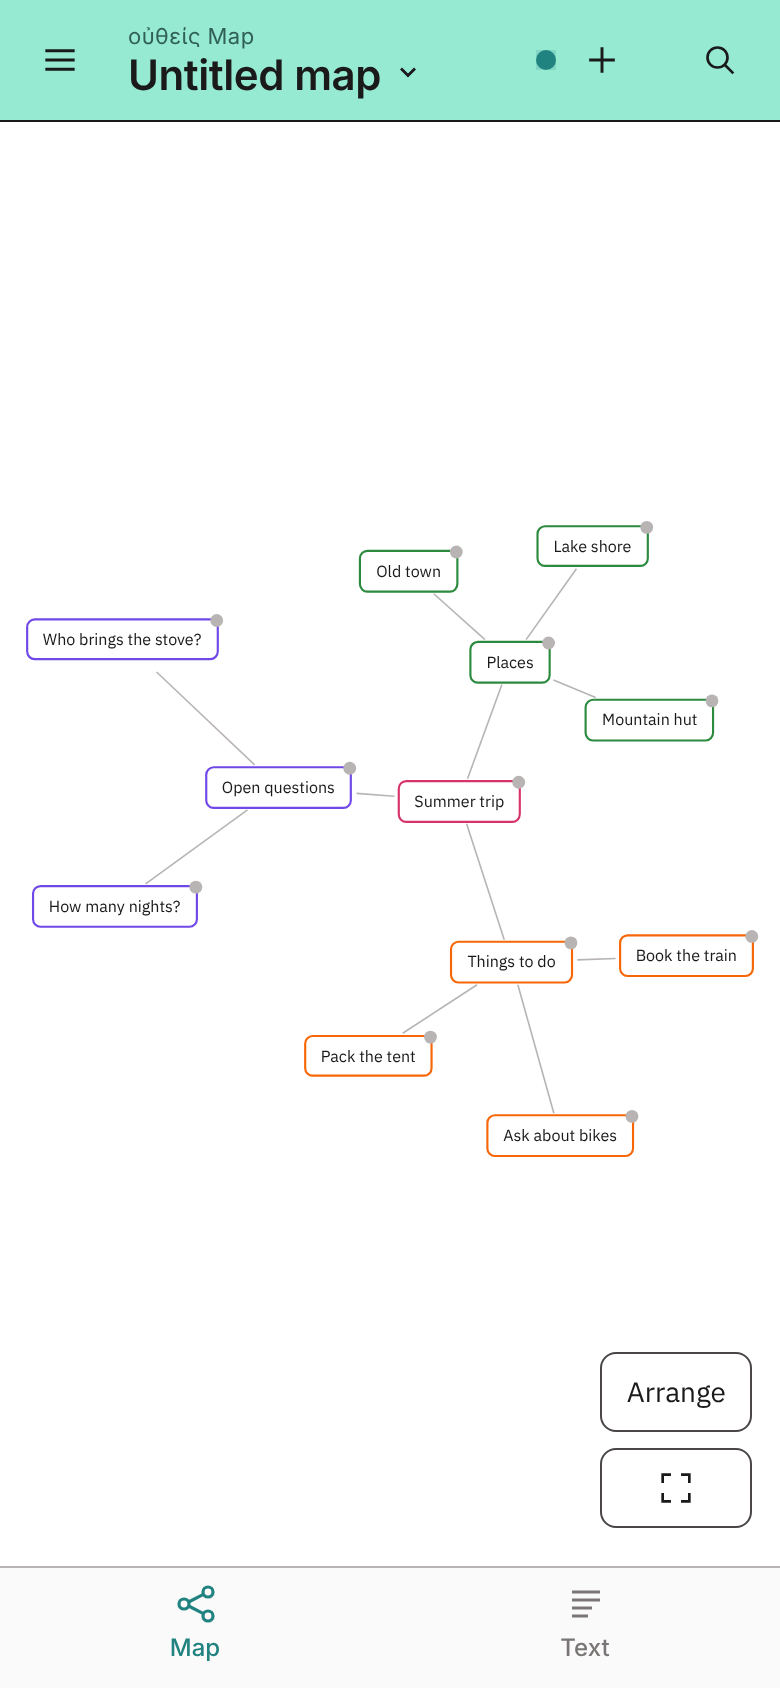 οὐθείς Map
Untitled map
Lake shore
Old town
Who brings the stove?
Places
Mountain hut
Open questions
Summer trip
How many nights?
Things to do
Book the train
Pack the tent
Ask about bikes
Arrange
Map
Text